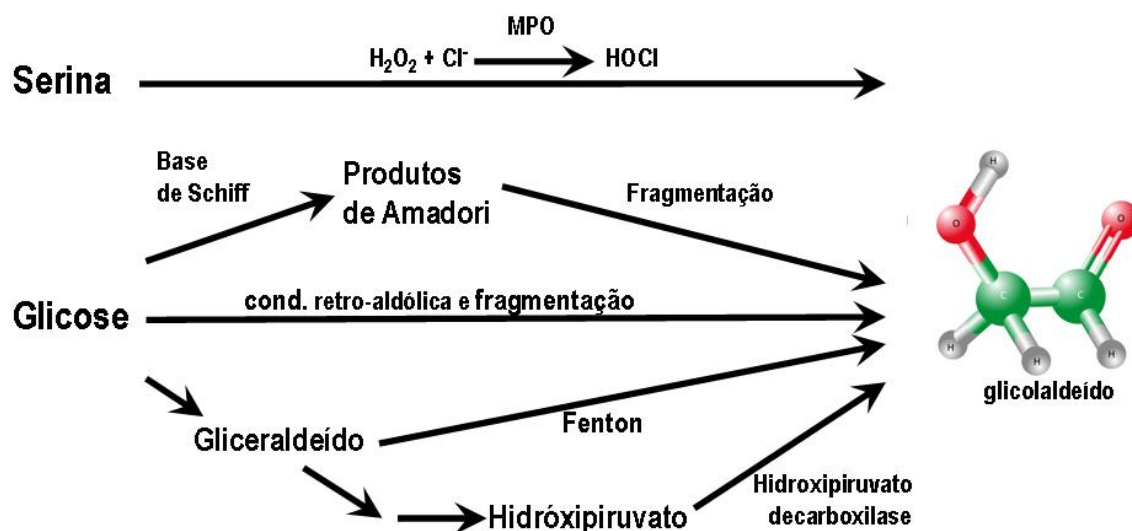 MPO
H₂O₂ + Cl⁻ HOCl
Serina
Base
de Schiff
Produtos
de Amadori
Fragmentação
Glicose
cond. retro-aldólica e fragmentação
Gliceraldeído
Fenton
Hidróxipiruvato
Hidroxipiruvato
decarboxilase
H
O
O
C
C
H
H
H
glicolaldeído